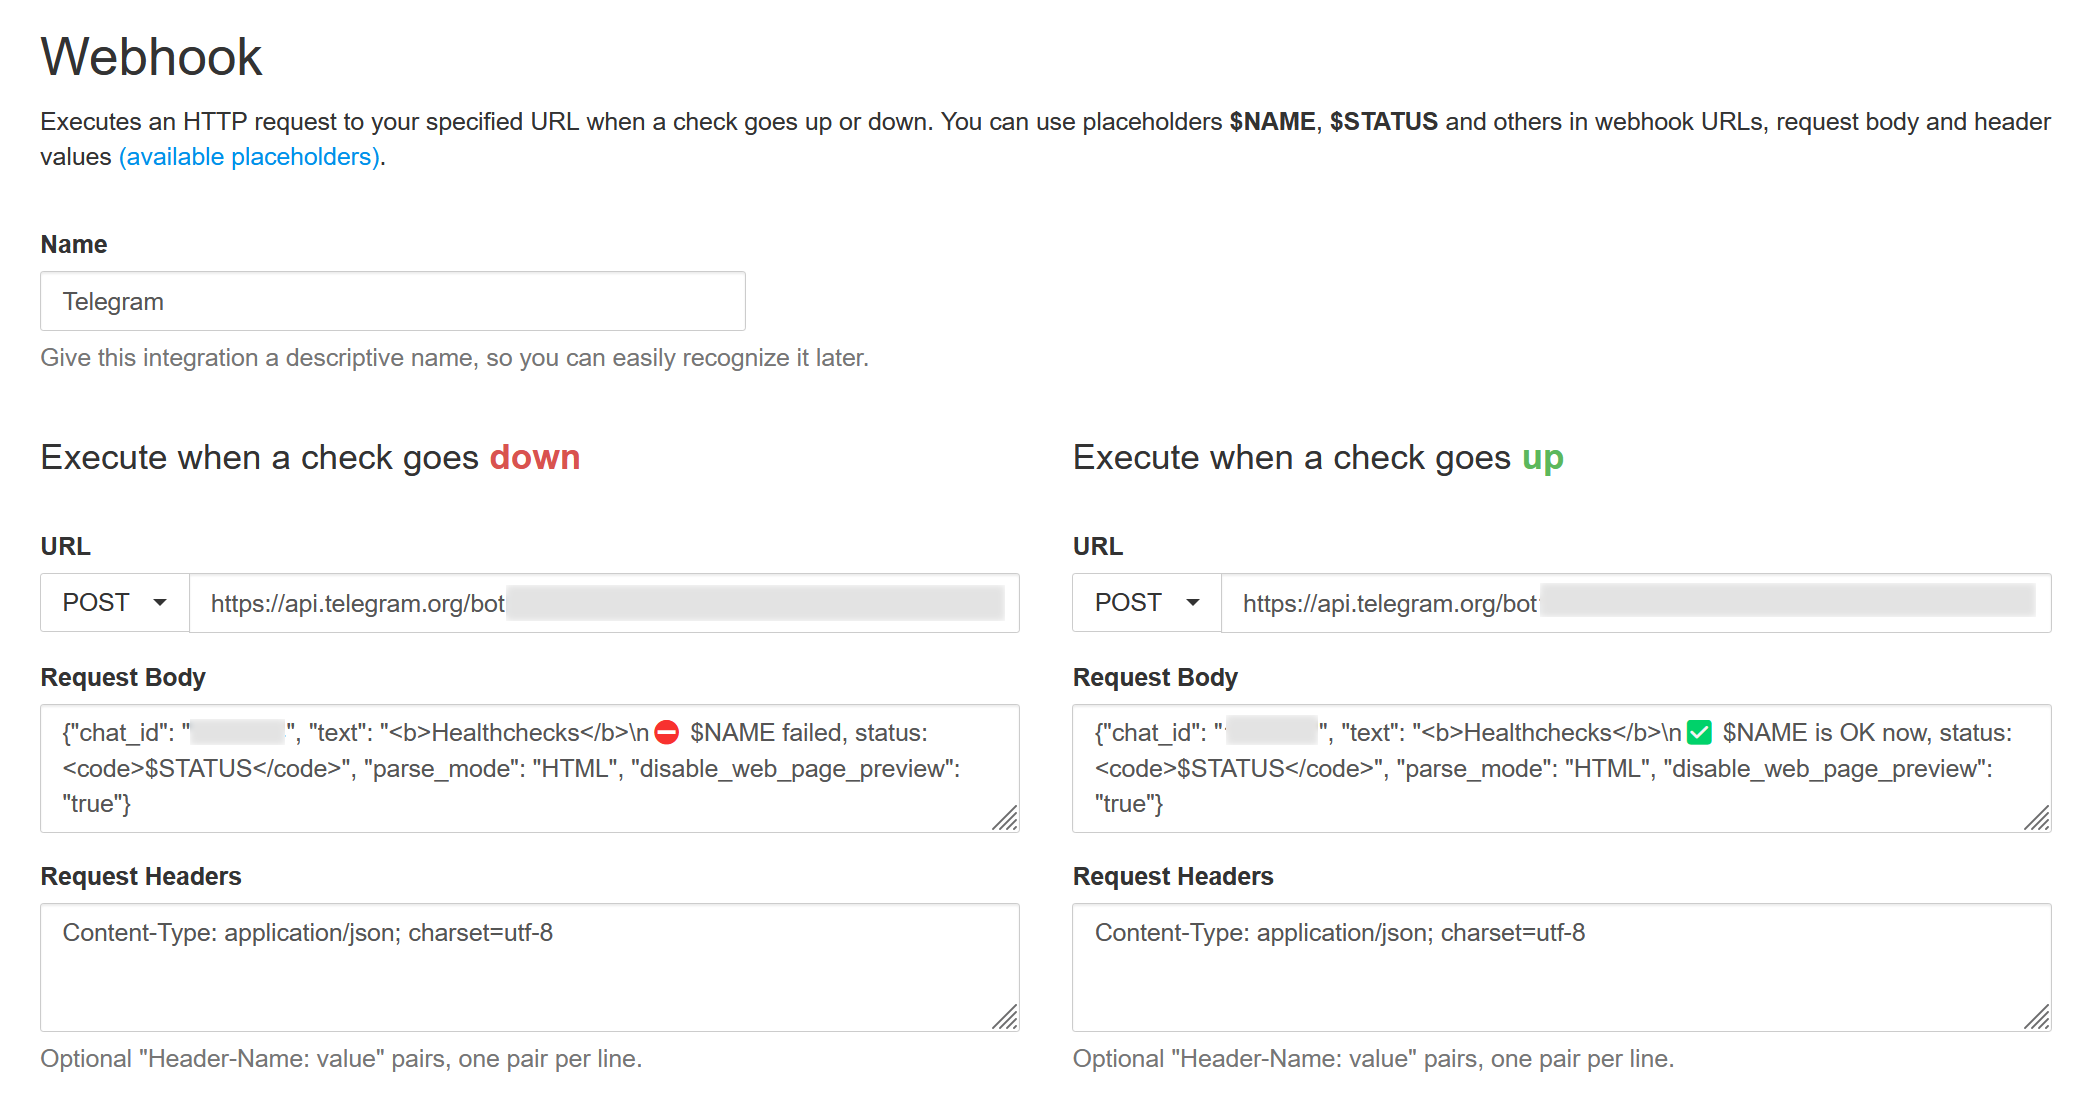 Webhook
Executes an HTTP request to your specified URL when a check goes up or down. You can use placeholders $NAME, $STATUS and others in webhook URLs, request body and header
values (available placeholders).
Name
Telegram
Give this integration a descriptive name, so you can easily recognize it later.
Execute when a check goes down
URL
POST https://api.telegram.org/bot
Request Body
{"chat_id": "", "text": "<b>Healthchecks</b>\n⛔ $NAME failed, status:
<code>$STATUS</code>", "parse_mode": "HTML", "disable_web_page_preview":
"true"}
Request Headers
Content-Type: application/json; charset=utf-8
Optional "Header-Name: value" pairs, one pair per line.
Execute when a check goes up
URL
POST https://api.telegram.org/bot
Request Body
{"chat_id": "", "text": "<b>Healthchecks</b>\n✅ $NAME is OK now, status:
<code>$STATUS</code>", "parse_mode": "HTML", "disable_web_page_preview":
"true"}
Request Headers
Content-Type: application/json; charset=utf-8
Optional "Header-Name: value" pairs, one pair per line.